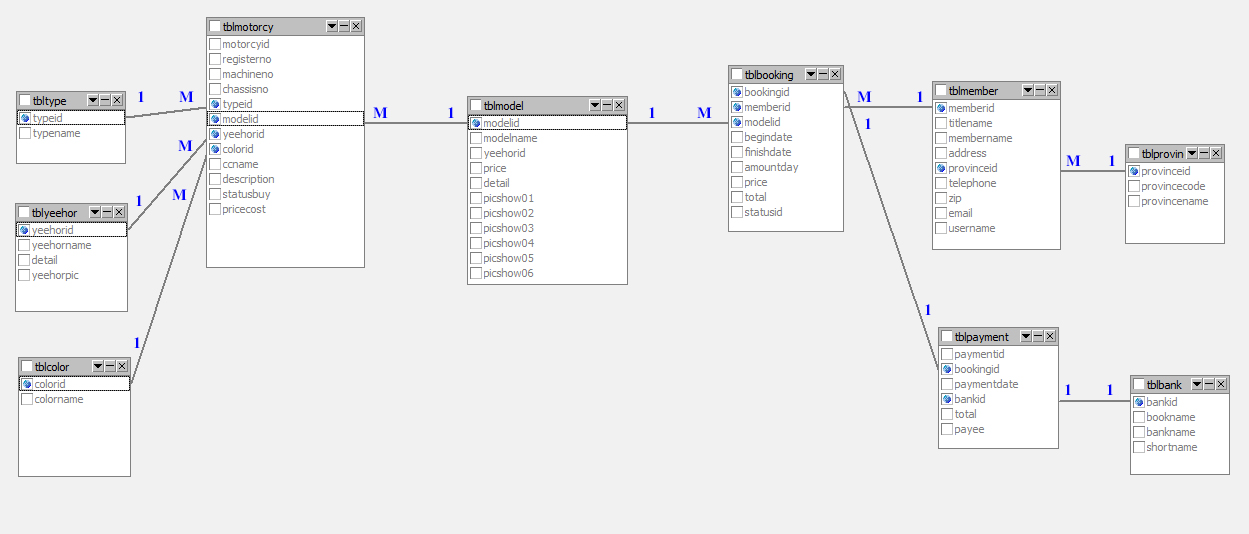 tbltype
typeid
typename
tblyeehor
yeehorid
yeehorname
detail
yeehorpic
tblcolor
colorid
colorname
1
M
1
M
1
M
tblmotorcy
motorcyid
registerno
machineno
chassisno
typeid
modelid
yeehorid
colorid
ccname
description
statusbuy
pricecost
M
1
tblmodel
modelid
modelname
yeehorid
price
detail
picshow01
picshow02
picshow03
picshow04
picshow05
picshow06
1
M
tblbooking
bookingid
memberid
modelid
begindate
finishdate
amountday
price
total
statusid
M
1
1
1
tblmember
memberid
titlename
membername
address
provinceid
telephone
zip
email
username
M
1
tblprovin
provinceid
provincecode
provincename
tblpayment
paymentid
bookingid
paymentdate
bankid
total
payee
1
1
tblbank
bankid
bookname
bankname
shortname